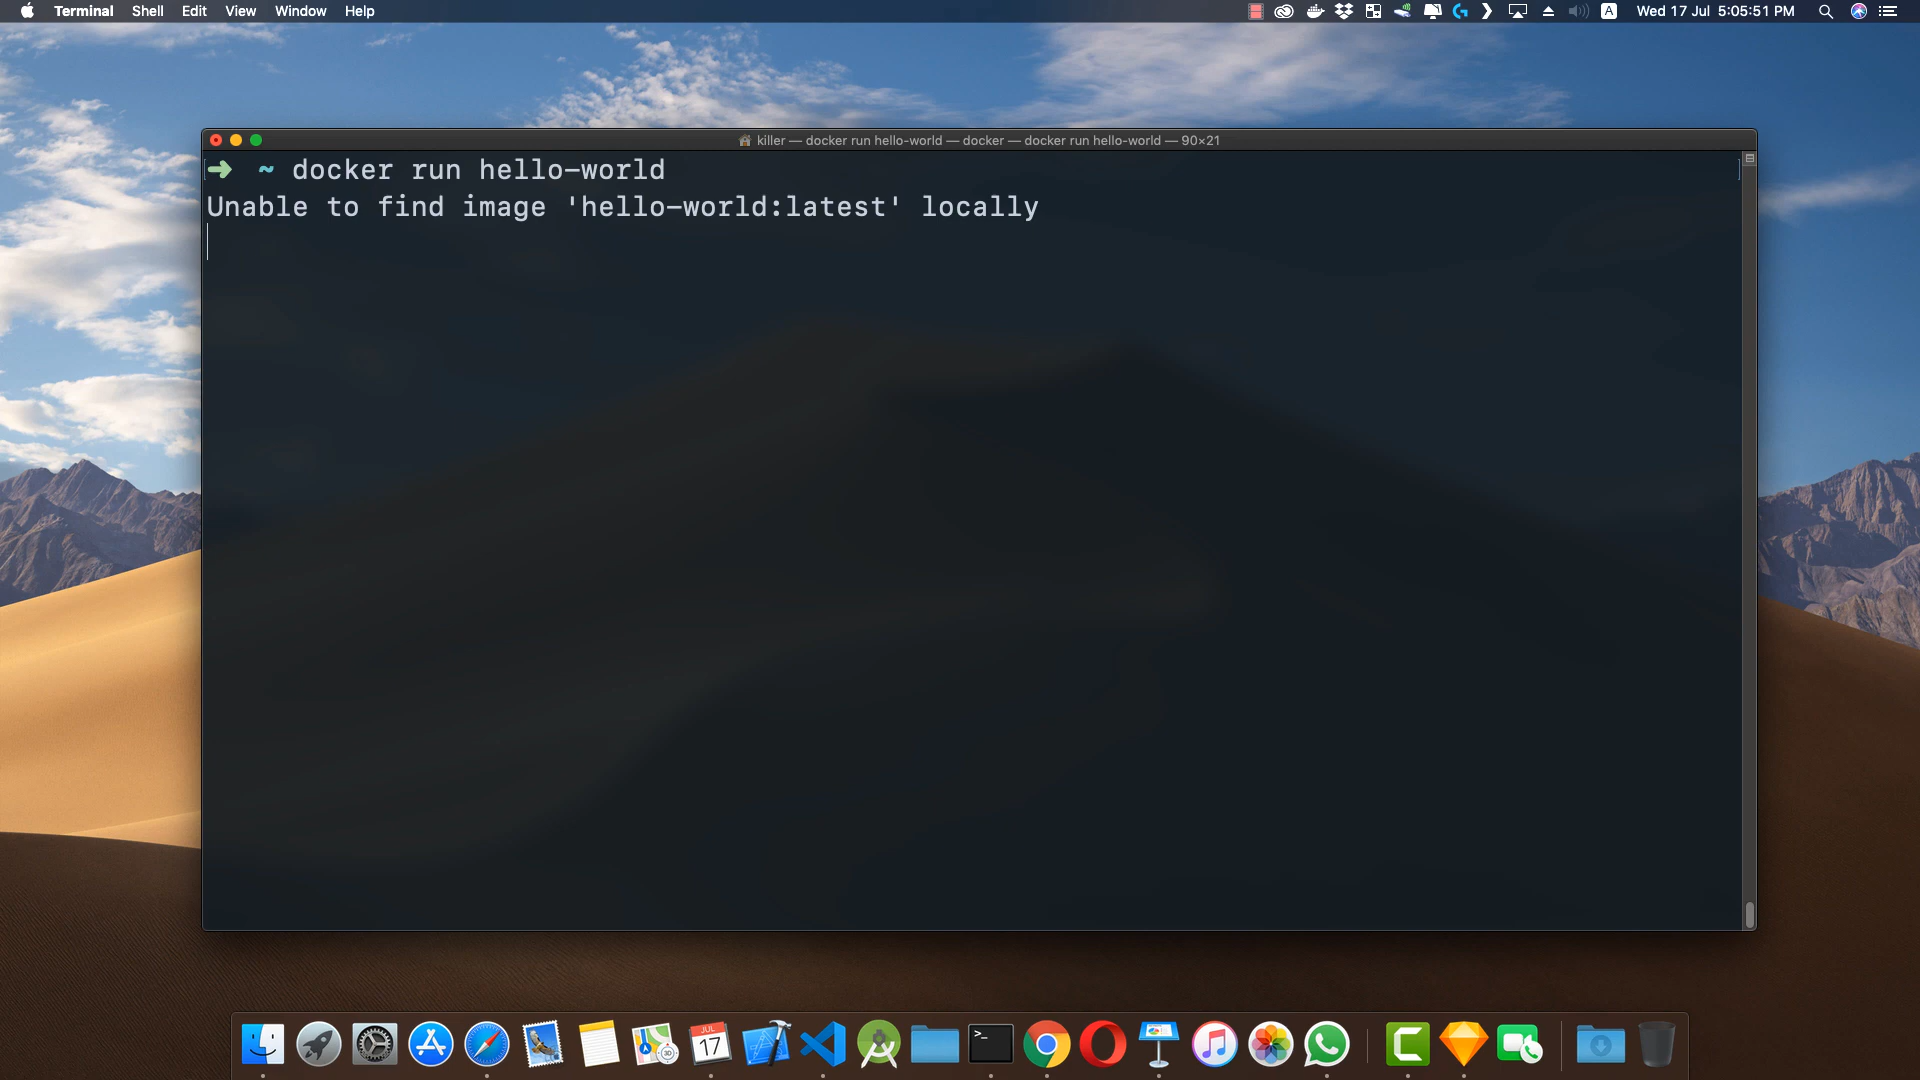 Terminal Shell Edit View Window Help
A Wed 17 Jul 5:05:51 PM
killer — docker run hello-world — docker — docker run hello-world — 90×21
➜ ~ docker run hello-world
Unable to find image 'hello-world:latest' locally
JUL
17
3D
>_